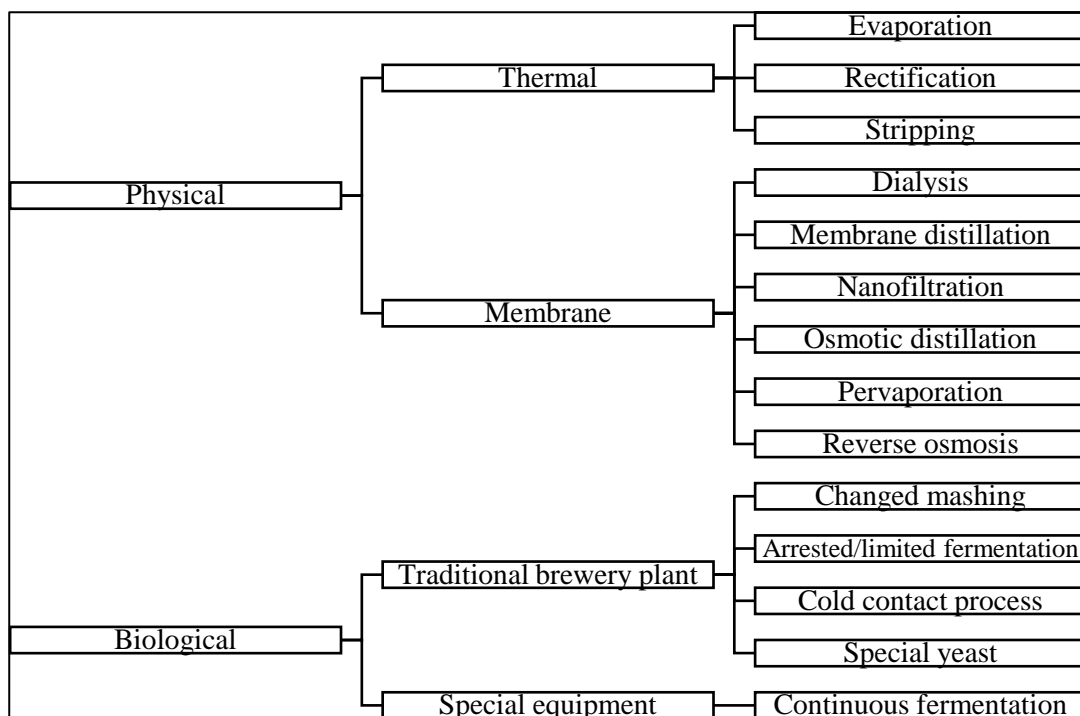 Evaporation
Thermal
Rectification
Stripping
Physical
Dialysis
Membrane distillation
Nanofiltration
Membrane
Osmotic distillation
Pervaporation
Reverse osmosis
Changed mashing
Arrested/limited fermentation
Traditional brewery plant
Cold contact process
Biological
Special yeast
Special equipment
Continuous fermentation